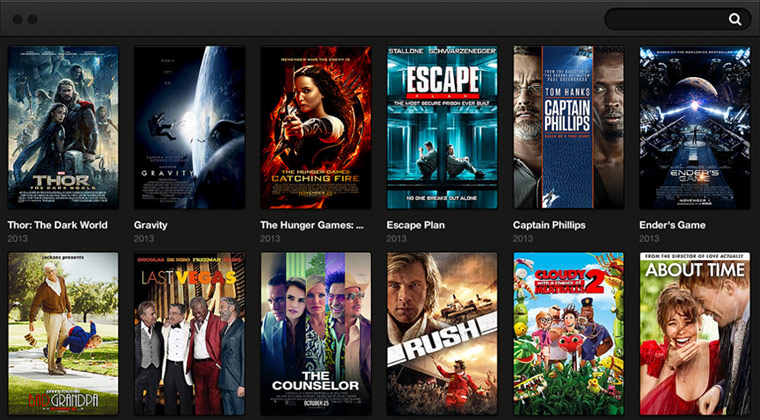 MARVEL
THOR
THE DARK WORLD
GRAVITY
REMEMBER WHO THE ENEMY IS
THE HUNGER GAMES
CATCHING FIRE
STALLONE SCHWARZENEGGER
ESCAPE
PLAN
THE MOST SECURE PRISON EVER BUILT
NO ONE BREAKS OUT ALONE
TOM HANKS
CAPTAIN
PHILLIPS
ENDER'S
GAME
NOVEMBER 1
Thor: The Dark World
Gravity
The Hunger Games: ...
Escape Plan
Captain Phillips
Ender's Game
2013
2013
2013
2013
2013
2013
jackass presents
BAD GRANDPA
DOUGLAS DE NIRO FREEMAN KLINE
LAST VEGAS
THE
COUNSELOR
OCTOBER 25
RUSH
CLOUDY
with a chance of
MEATBALLS 2
FROM THE DIRECTOR OF LOVE ACTUALLY
ABOUT TIME